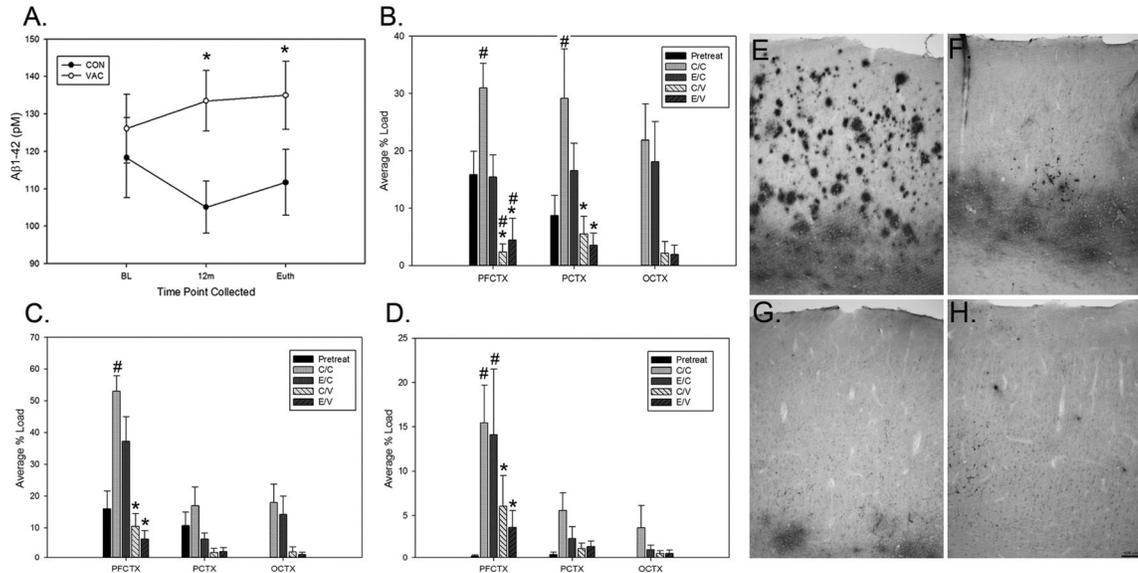 A.
150
140
130
120
110
100
90
Aβ1-42 (pM)
CON
VAC
*
*
BL 12m Euth
Time Point Collected
B.
40
30
20
10
0
Average % Load
Pretreat
C/C
E/C
C/V
E/V
# #
# #
* * * *
PFCTX PCTX OCTX
C.
70
60
50
40
30
20
10
0
Average % Load
Pretreat
C/C
E/C
C/V
E/V
#
* *
PFCTX PCTX OCTX
D.
25
20
15
10
5
0
Average % Load
Pretreat
C/C
E/C
C/V
E/V
# #
* *
PFCTX PCTX OCTX
E.
F.
G.
H.